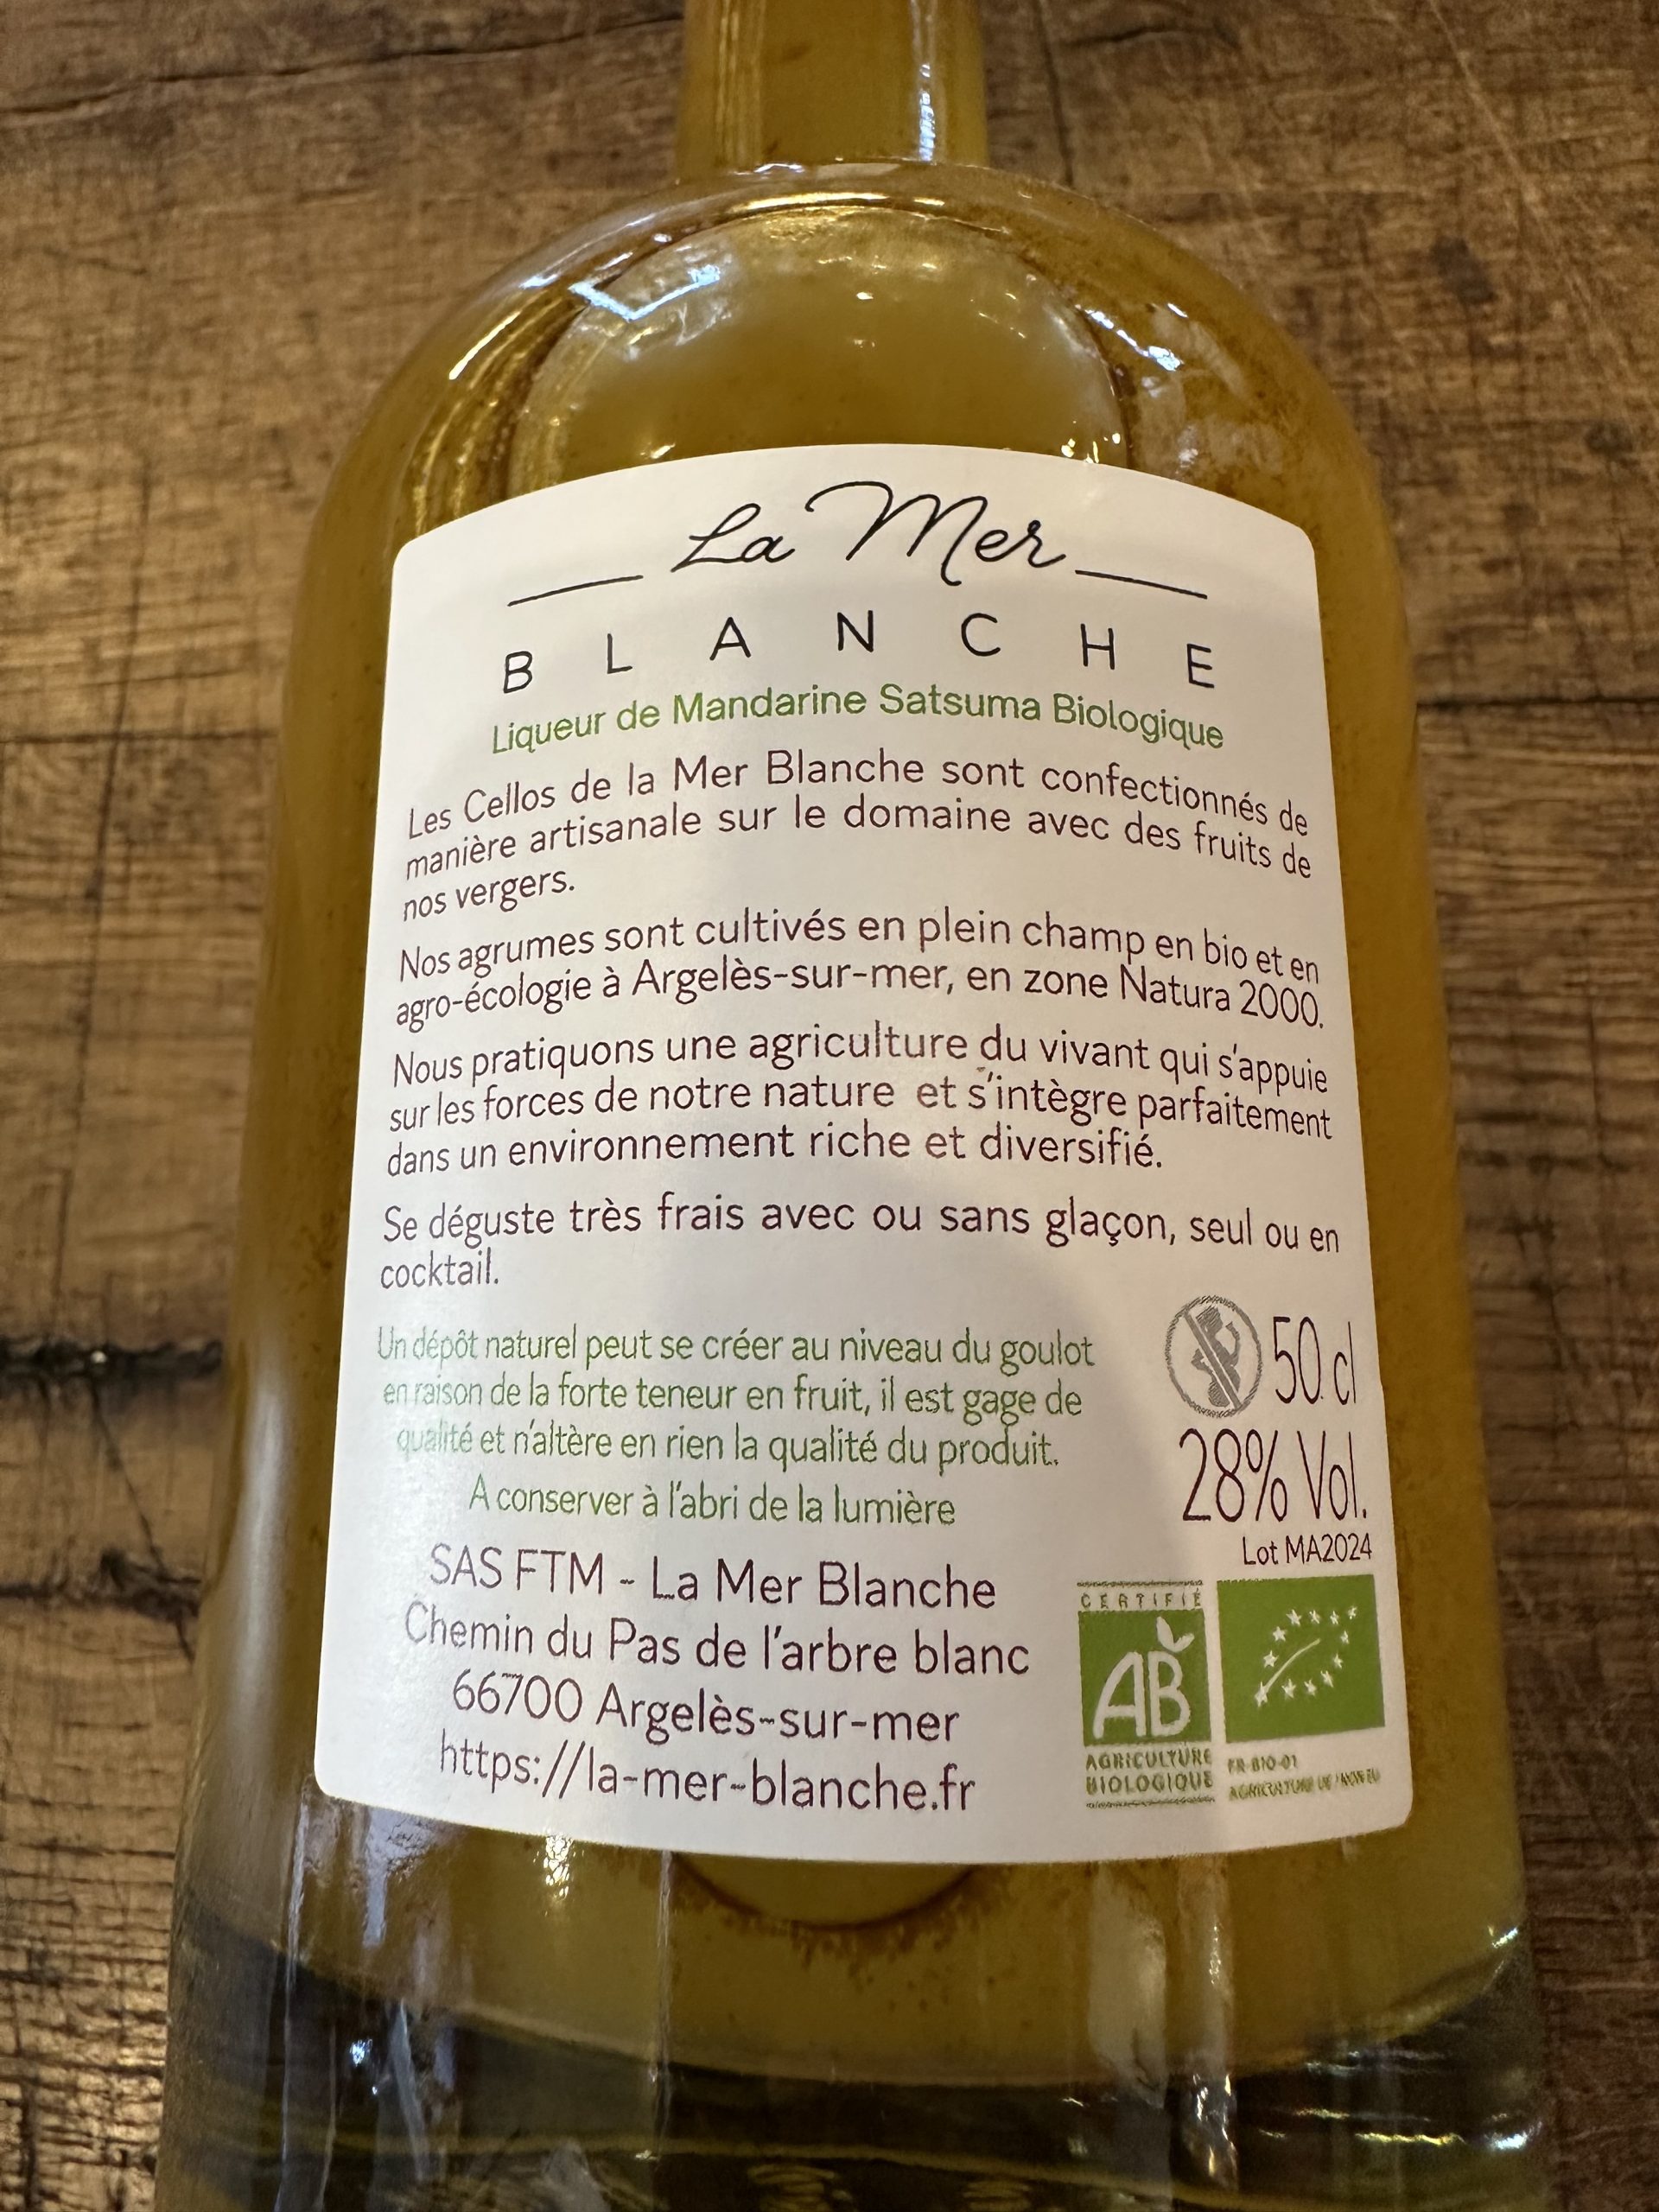 La Mer
BLANCHE
Liqueur de Mandarine Satsuma Biologique
Les Cellos de la Mer Blanche sont confectionnés de
manière artisanale sur le domaine avec des fruits de
nos vergers.
Nos agrumes sont cultivés en plein champ en bio et en
agro-écologie à Argelès-sur-mer, en zone Natura 2000.
Nous pratiquons une agriculture du vivant qui s'appuie
sur les forces de notre nature et s'intègre parfaitement
dans un environnement riche et diversifié.
Se déguste très frais avec ou sans glaçon, seul ou en
cocktail.
Un dépôt naturel peut se créer au niveau du goulot
en raison de la forte teneur en fruit, il est gage de
qualité et n'altère en rien la qualité du produit.
A conserver à l'abri de la lumière
50 cl
28% Vol.
Lot MA2024
SAS FTM - La Mer Blanche
Chemin du Pas de l'arbre blanc
66700 Argelès-sur-mer
https://la-mer-blanche.fr
CERTIFIÉ
AB
AGRICULTURE
BIOLOGIQUE
FR-BIO-01
AGRICULTURE